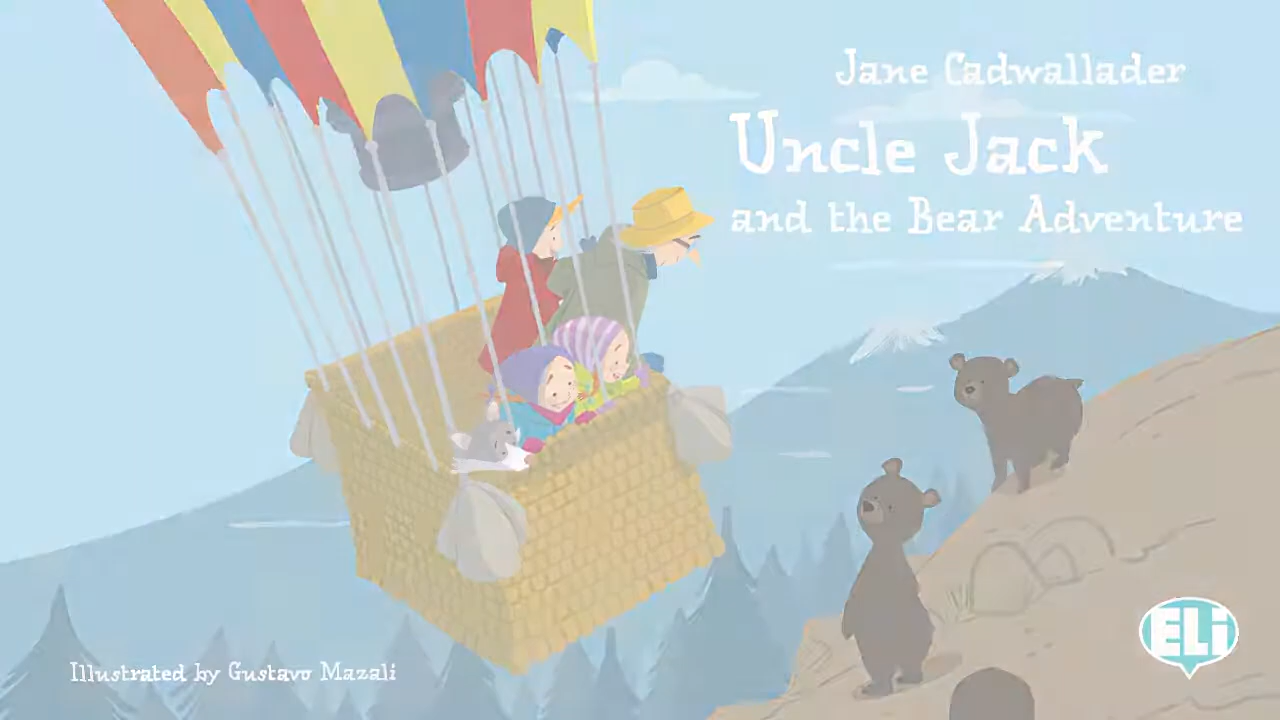 Jane Cadwallader
Uncle Jack
and the Bear Adventure
Illustrated by Gustavo Mazali
ELi